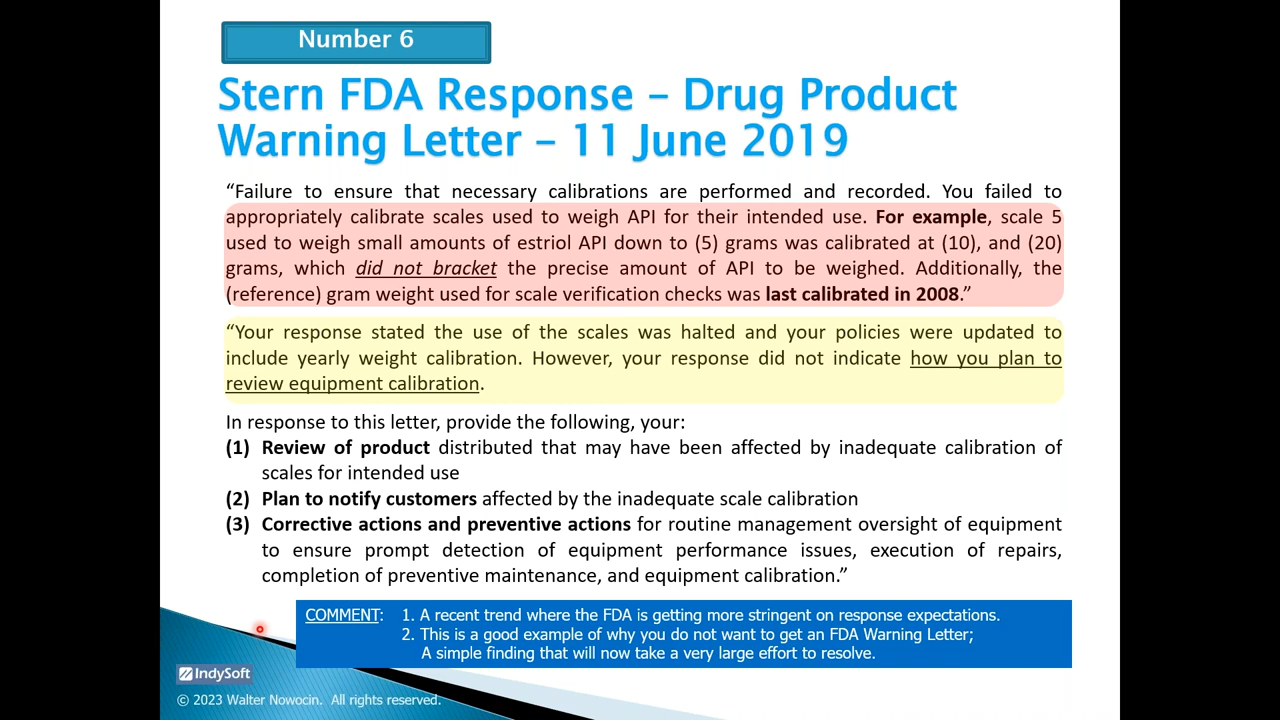 Number 6
Stern FDA Response – Drug Product
Warning Letter – 11 June 2019
“Failure to ensure that necessary calibrations are performed and recorded. You failed to
appropriately calibrate scales used to weigh API for their intended use. For example, scale 5
used to weigh small amounts of estriol API down to (5) grams was calibrated at (10), and (20)
grams, which did not bracket the precise amount of API to be weighed. Additionally, the
(reference) gram weight used for scale verification checks was last calibrated in 2008.”
“Your response stated the use of the scales was halted and your policies were updated to
include yearly weight calibration. However, your response did not indicate how you plan to
review equipment calibration.
In response to this letter, provide the following, your:
(1) Review of product distributed that may have been affected by inadequate calibration of
scales for intended use
(2) Plan to notify customers affected by the inadequate scale calibration
(3) Corrective actions and preventive actions for routine management oversight of equipment
to ensure prompt detection of equipment performance issues, execution of repairs,
completion of preventive maintenance, and equipment calibration.”
COMMENT: 1. A recent trend where the FDA is getting more stringent on response expectations.
2. This is a good example of why you do not want to get an FDA Warning Letter;
A simple finding that will now take a very large effort to resolve.
IndySoft
© 2023 Walter Nowocin. All rights reserved.